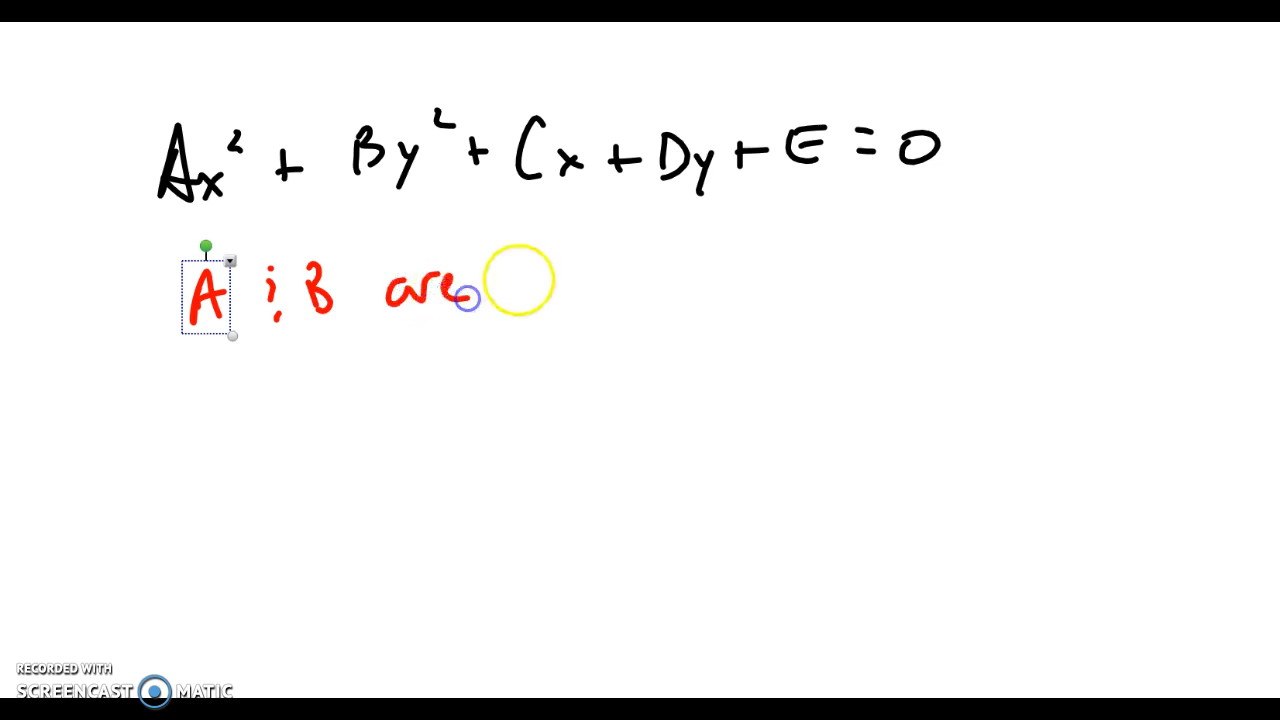 Ax² + By² + Cx + Dy + E = 0
A & B are
RECORDED WITH
SCREENCAST MATIC